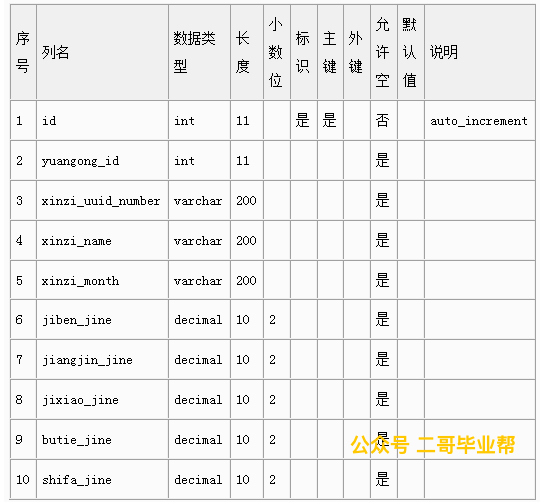 序号 列名 数据类型 长度 小数位 标识 主键 外键 允许空 默认值 说明
1 id int 11 是 是 否 auto_increment
2 yuangong_id int 11 是
3 xinzi_uuid_number varchar 200 是
4 xinzi_name varchar 200 是
5 xinzi_month varchar 200 是
6 jiben_jine decimal 10 2 是
7 jiangjin_jine decimal 10 2 是
8 jixiao_jine decimal 10 2 是
9 butie_jine decimal 10 2 是
公众号 二哥毕业帮
10 shifa_jine decimal 10 2 是